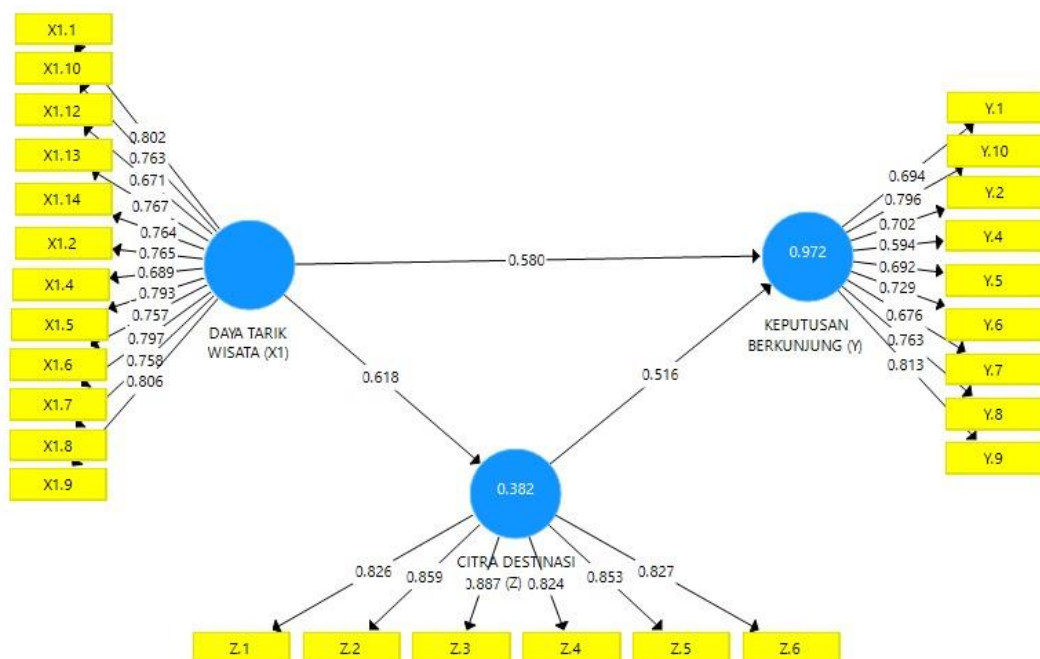 X1.1
X1.10
X1.12
X1.13
X1.14
X1.2
X1.4
X1.5
X1.6
X1.7
X1.8
X1.9
0.802
0.763
0.671
0.767
0.764
0.765
0.689
0.793
0.757
0.797
0.758
0.806
DAYA TARIK
WISATA (X1)
0.580
0.618
0.516
0.972
KEPUTUSAN
BERKUNJUNG (Y)
0.694
0.796
0.702
0.594
0.692
0.729
0.676
0.763
0.813
Y.1
Y.10
Y.2
Y.4
Y.5
Y.6
Y.7
Y.8
Y.9
0.382
CITRA DESTINASI
(Z)
0.826
0.859
0.887
0.824
0.853
0.827
Z.1
Z.2
Z.3
Z.4
Z.5
Z.6